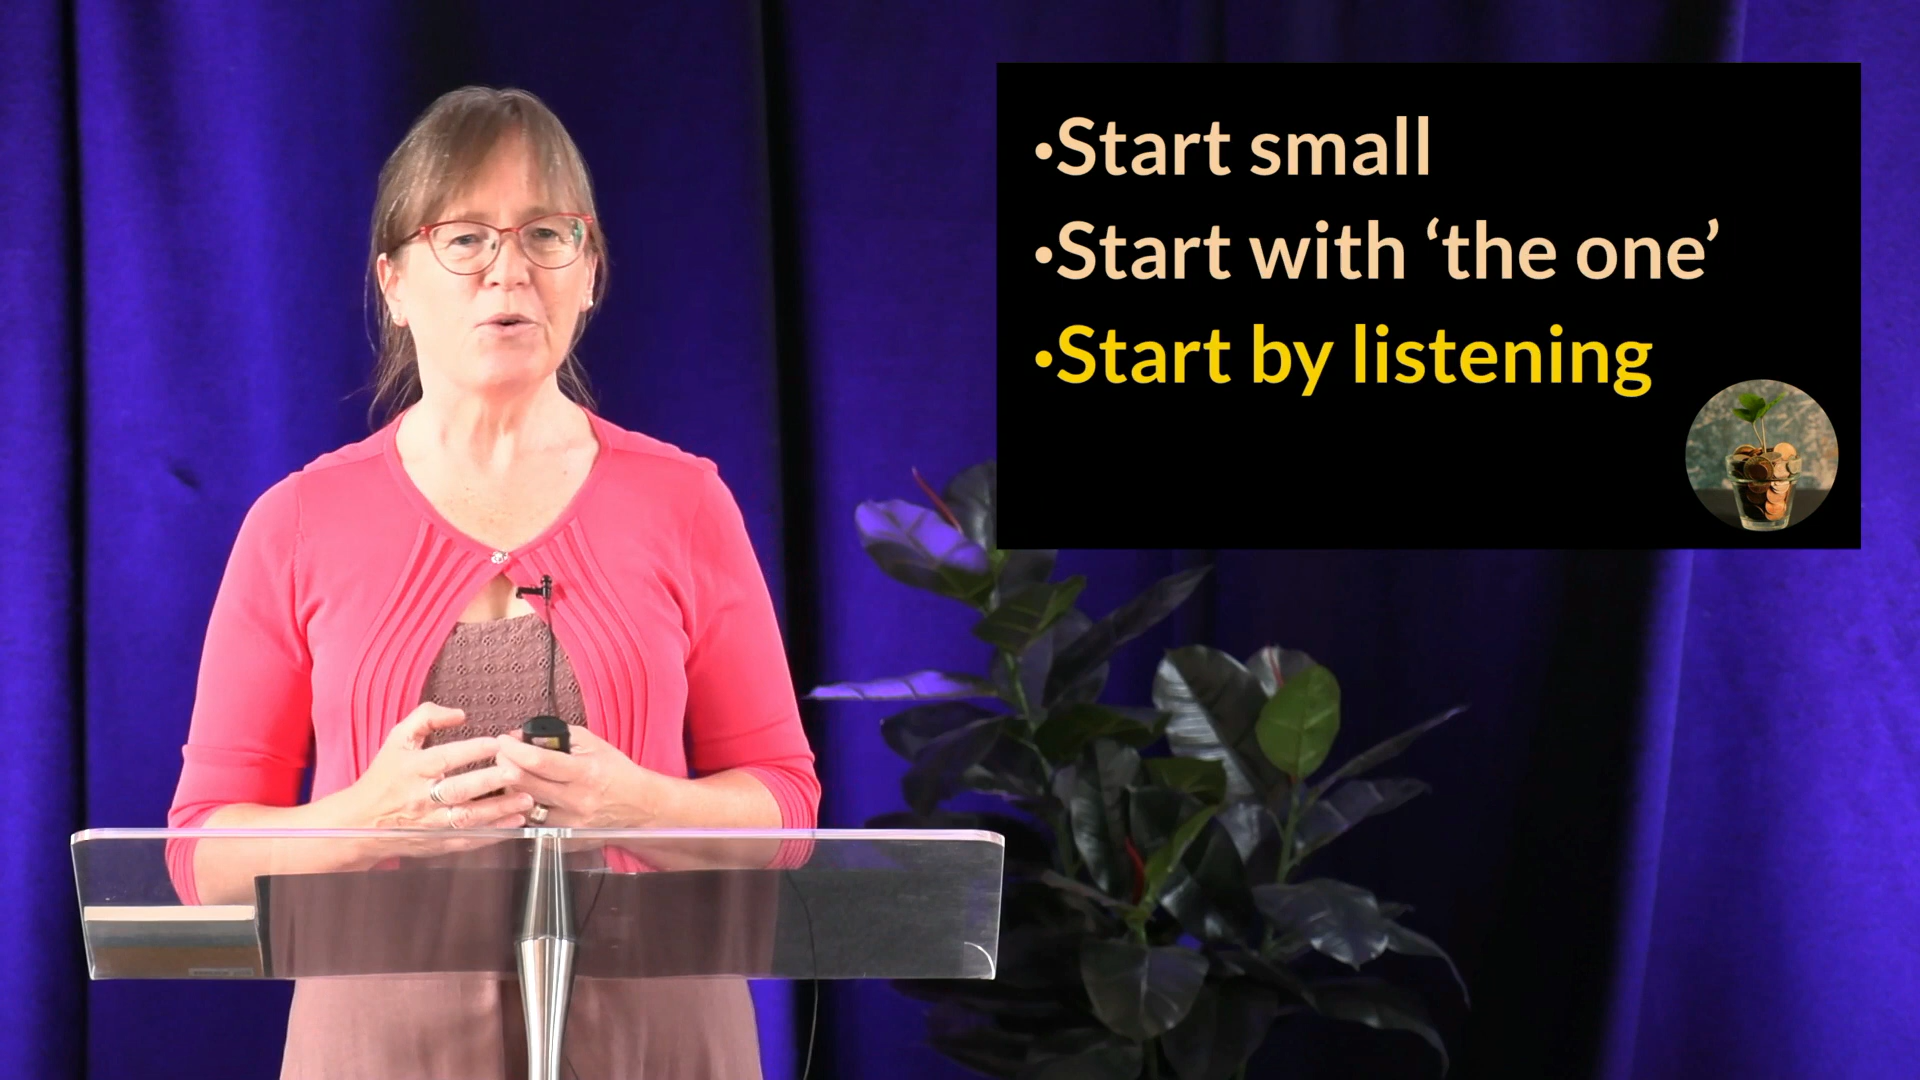 •Start small
•Start with ‘the one’
•Start by listening